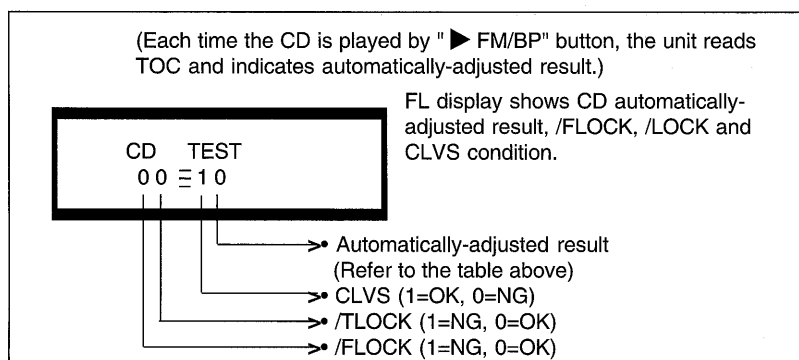 (Each time the CD is played by " ▶ FM/BP" button, the unit reads
TOC and indicates automatically-adjusted result.)
FL display shows CD automatically-
adjusted result, /FLOCK, /LOCK and
CLVS condition.
CD TEST
0 0 1 0
• Automatically-adjusted result
(Refer to the table above)
• CLVS (1=OK, 0=NG)
• /TLOCK (1=NG, 0=OK)
• /FLOCK (1=NG, 0=OK)